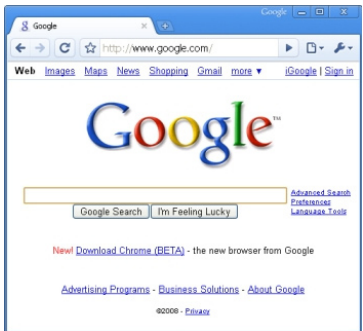 Google
Google
http://www.google.com/
Web Images Maps News Shopping Gmail more ▼ iGoogle | Sign in
Google™
Advanced Search
Preferences
Language Tools
Google Search I'm Feeling Lucky
New! Download Chrome (BETA) - the new browser from Google
Advertising Programs - Business Solutions - About Google
©2008 - Privacy